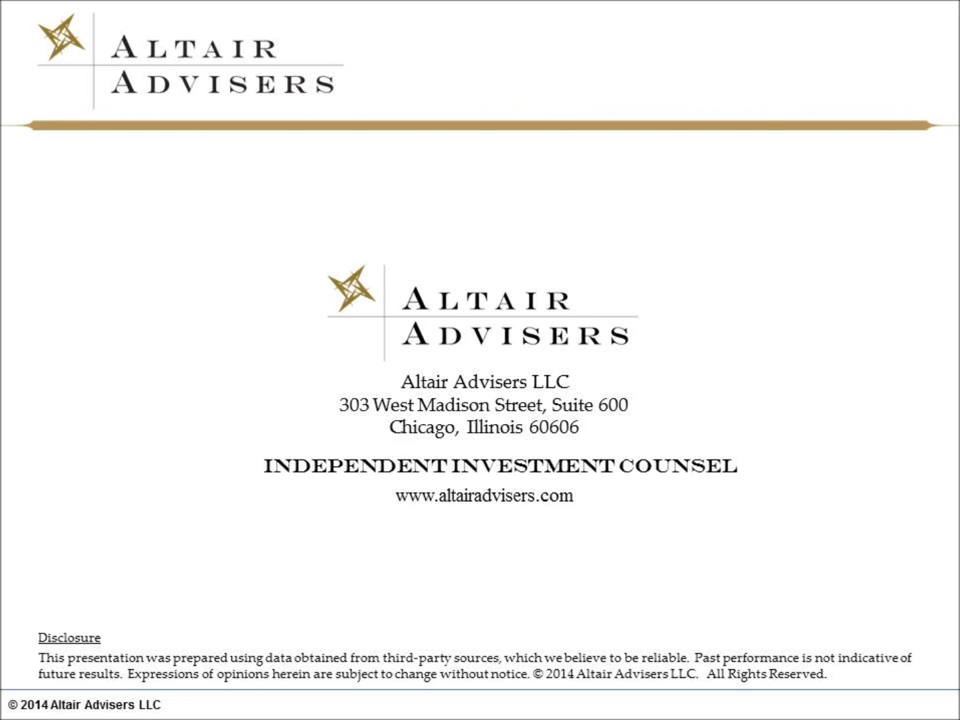 ALTAIR
ADVISERS
ALTAIR
ADVISERS
Altair Advisers LLC
303 West Madison Street, Suite 600
Chicago, Illinois 60606
INDEPENDENT INVESTMENT COUNSEL
www.altairadvisers.com
Disclosure
This presentation was prepared using data obtained from third-party sources, which we believe to be reliable. Past performance is not indicative of
future results. Expressions of opinions herein are subject to change without notice. © 2014 Altair Advisers LLC. All Rights Reserved.
© 2014 Altair Advisers LLC